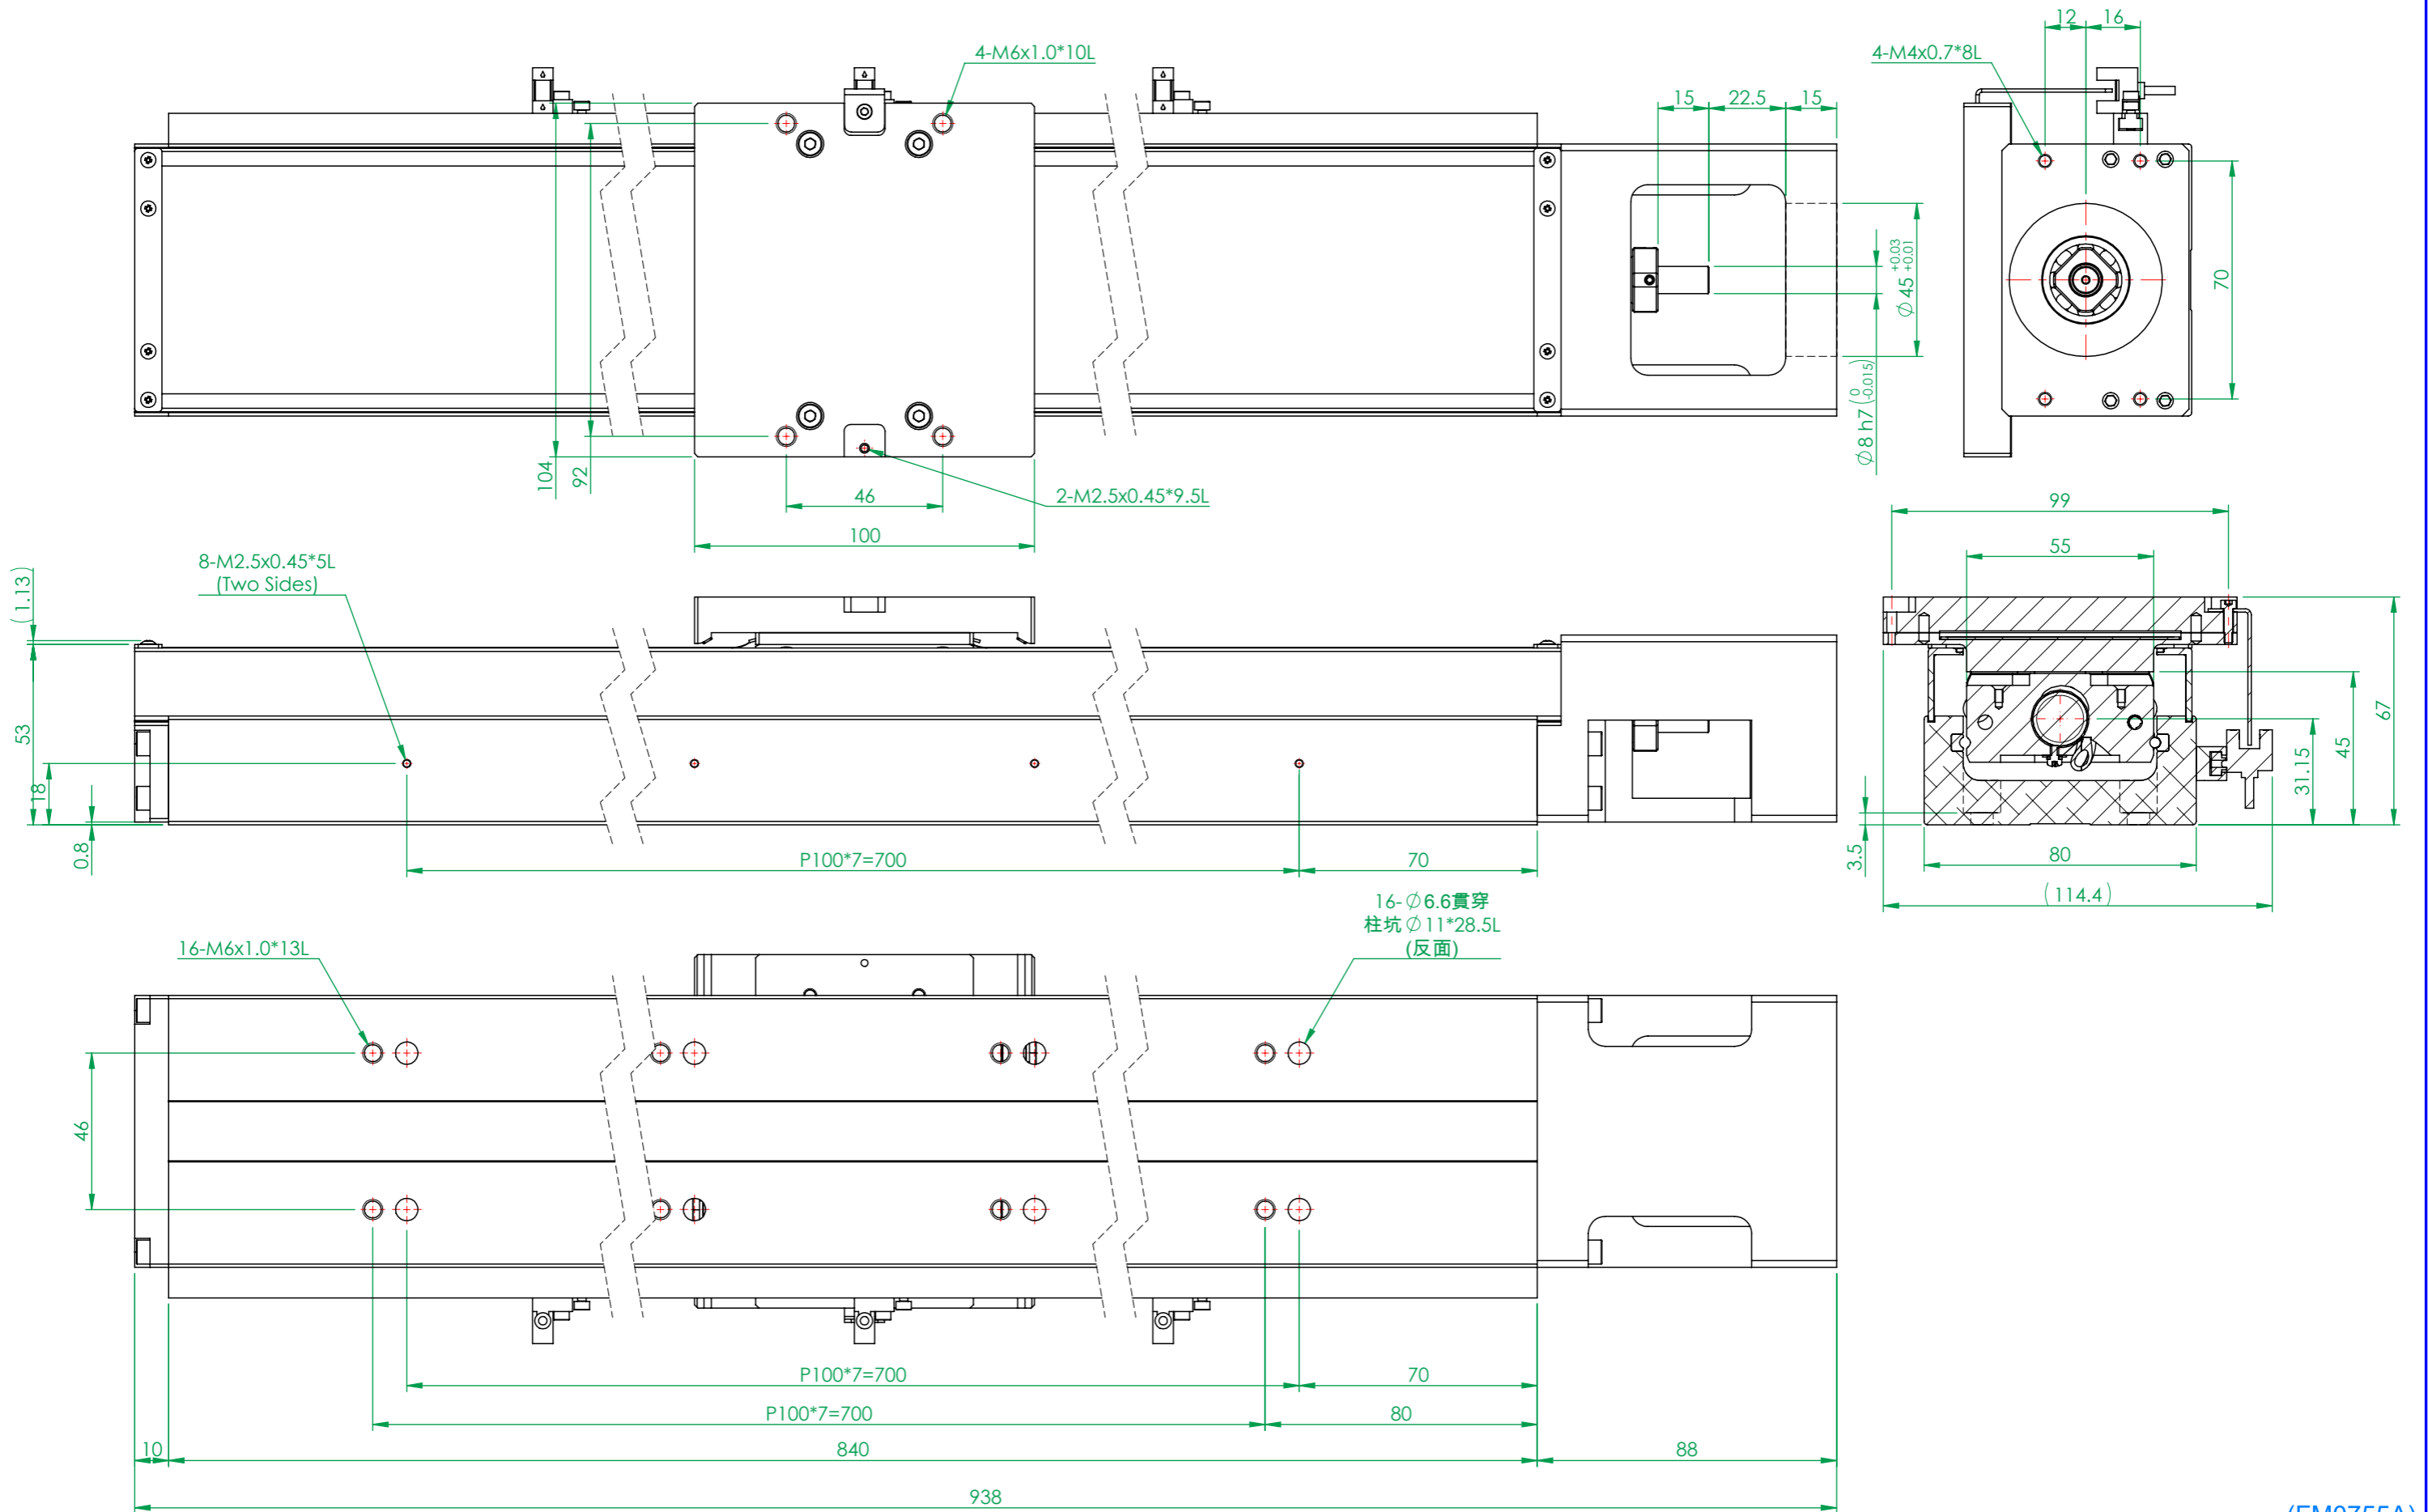 12
16
4-M6x1.0*10L
4-M4x0.7*8L
15
22.5
15
Ø45 +0.03 +0.01
70
Ø8 h7 ( 0 -0.015)
104
92
46
2-M2.5x0.45*9.5L
100
99
55
8-M2.5x0.45*5L
(Two Sides)
(1.13)
53
18
0.8
P100*7=700
70
67
45
31.15
3.5
80
(114.4)
16-Ø6.6貫穿
柱坑Ø11*28.5L
(反面)
16-M6x1.0*13L
46
P100*7=700
70
P100*7=700
80
10
840
88
938